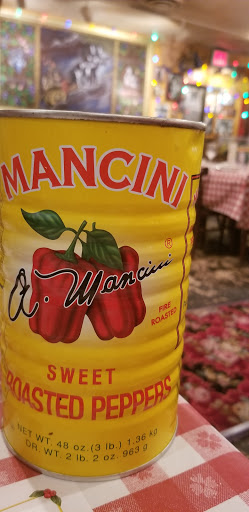 MANCINI
A. Mancini ®
FIRE
ROASTED
SWEET
ROASTED PEPPERS
NET WT. 48 oz. (3 lb.) 1.36 kg
DR. WT. 2 lb. 2 oz. 963 g